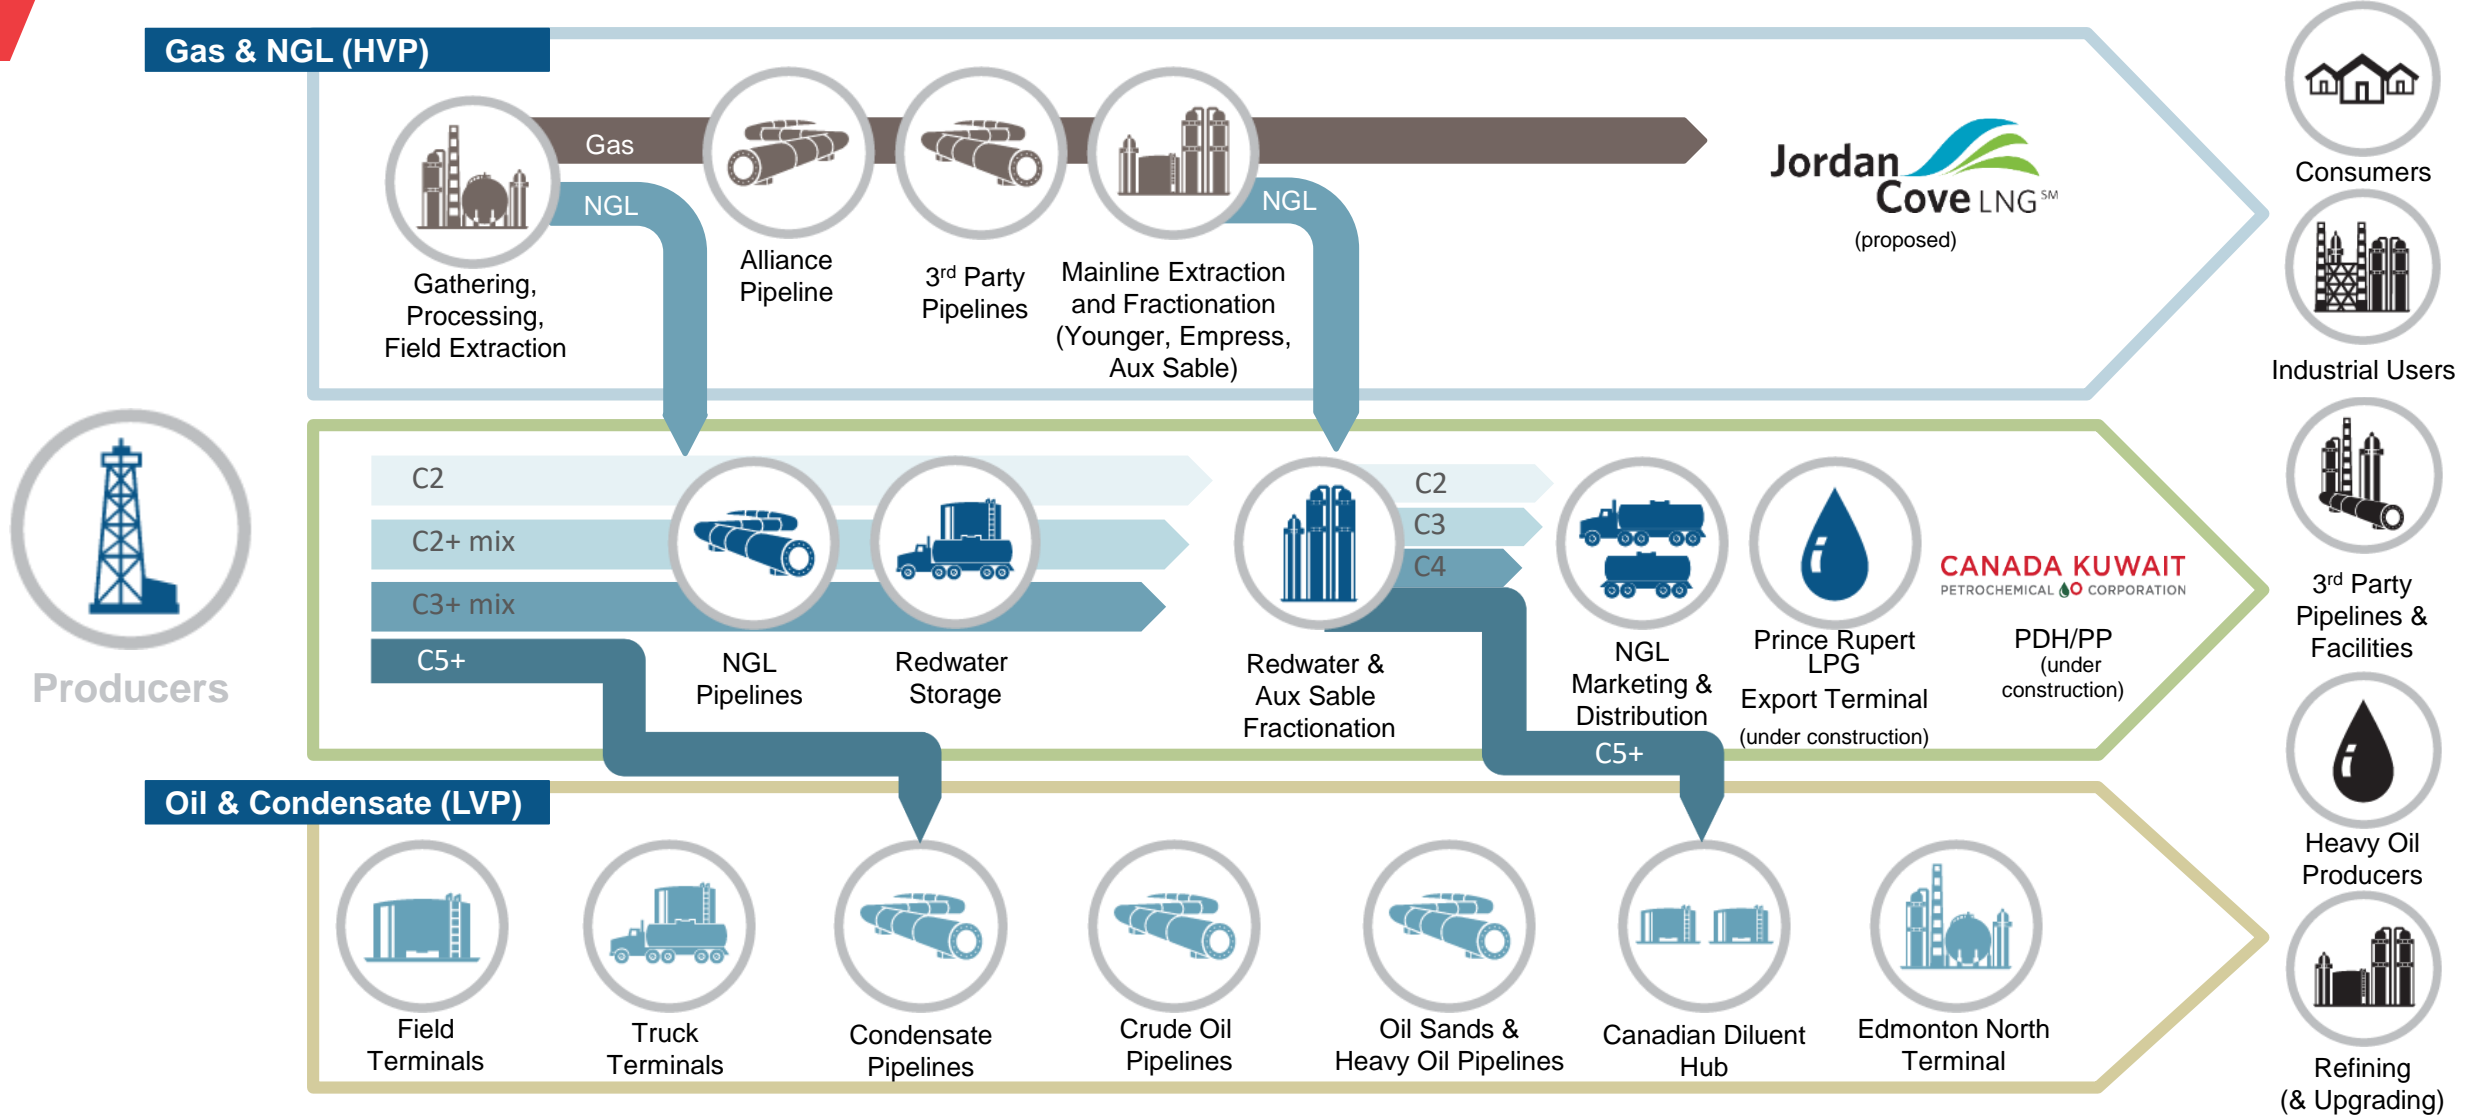 Gas & NGL (HVP)
Gas
NGL
NGL
Gathering,
Processing,
Field Extraction
Alliance
Pipeline
3rd Party
Pipelines
Mainline Extraction
and Fractionation
(Younger, Empress,
Aux Sable)
Jordan
Cove LNG SM
(proposed)
Producers
C2
C2+ mix
C3+ mix
C5+
NGL
Pipelines
Redwater
Storage
Redwater &
Aux Sable
Fractionation
C2
C3
C4
C5+
NGL
Marketing &
Distribution
Prince Rupert
LPG
Export Terminal
(under construction)
CANADA KUWAIT
PETROCHEMICAL CORPORATION
PDH/PP
(under
construction)
Oil & Condensate (LVP)
Field
Terminals
Truck
Terminals
Condensate
Pipelines
Crude Oil
Pipelines
Oil Sands &
Heavy Oil Pipelines
Canadian Diluent
Hub
Edmonton North
Terminal
Consumers
Industrial Users
3rd Party
Pipelines &
Facilities
Heavy Oil
Producers
Refining
(& Upgrading)